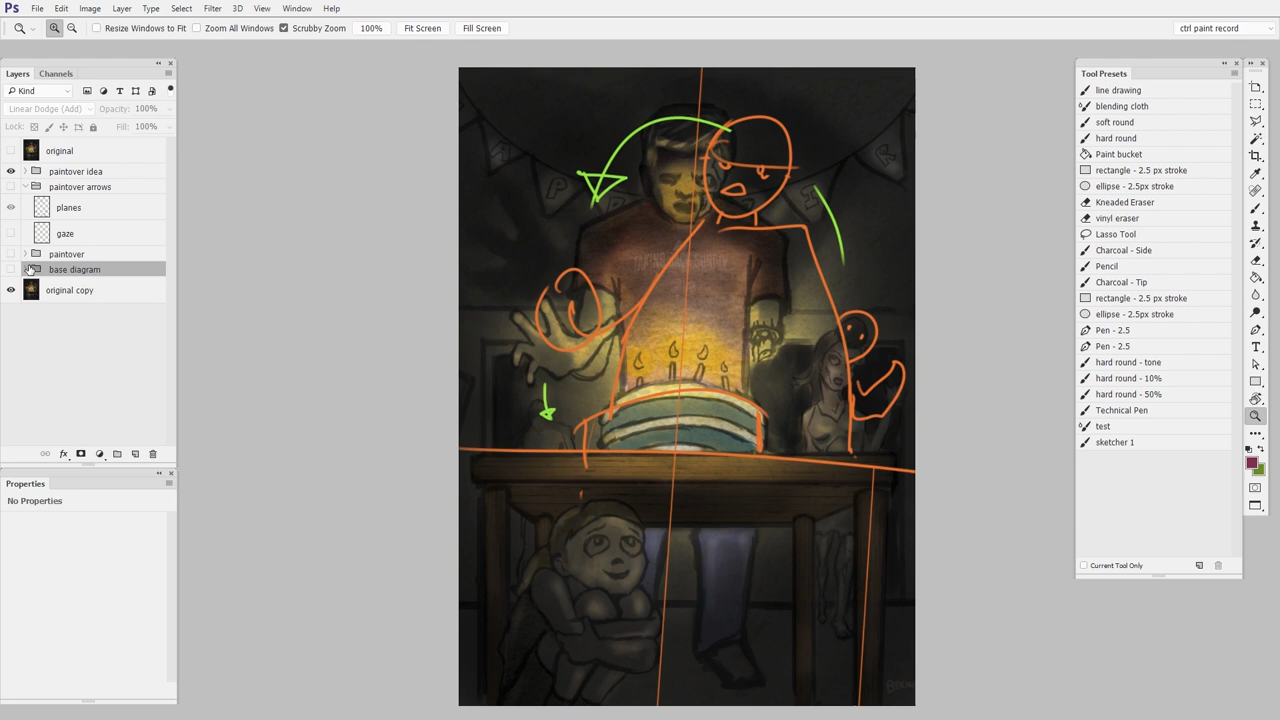 Ps File Edit Image Layer Type Select Filter 3D View Window Help
Resize Windows to Fit Zoom All Windows Scrubby Zoom 100% Fit Screen Fill Screen ctrl paint record
Layers Channels
Kind
Linear Dodge (Add) Opacity: 100%
Lock: Fill: 100%
original
paintover idea
paintover arrows
planes
gaze
paintover
base diagram
original copy
fx
Properties
No Properties
Tool Presets
line drawing
blending cloth
soft round
hard round
Paint bucket
rectangle - 2.5 px stroke
ellipse - 2.5px stroke
Kneaded Eraser
vinyl eraser
Lasso Tool
Charcoal - Side
Pencil
Charcoal - Tip
rectangle - 2.5 px stroke
ellipse - 2.5px stroke
Pen - 2.5
Pen - 2.5
hard round - tone
hard round - 10%
hard round - 50%
Technical Pen
test
sketcher 1
Current Tool Only